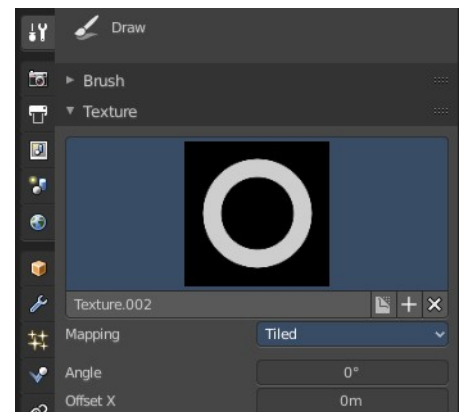 Draw
Brush
Texture
Texture.002
Mapping Tiled
Angle 0°
Offset X 0m